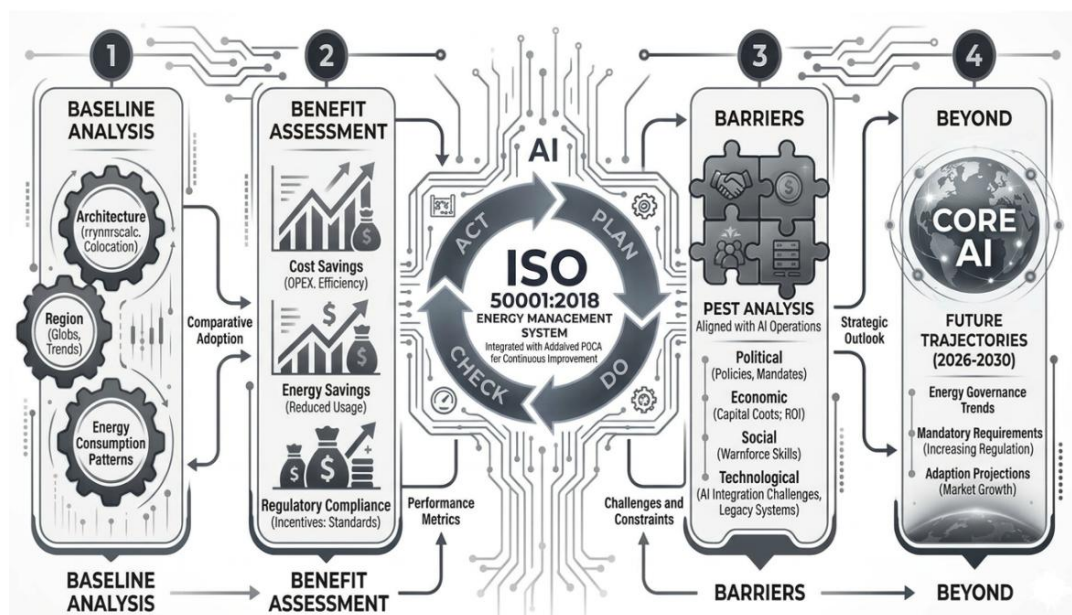 1
BASELINE
ANALYSIS
Architecture
(rrynnrscalc.
Colocation)
Region
(Globs,
Trends)
Energy
Consumption
Patterns
Comparative
Adoption
2
BENEFIT
ASSESSMENT
$
Cost Savings
(OPEX. Efficiency)
$
$
Energy Savings
(Reduced Usage)
$ $
Regulatory Compliance
(Incentives: Standards)
Performance
Metrics
AI
ACT
PLAN
DO
CHECK
ISO
50001:2018
ENERGY MANAGEMENT
SYSTEM
Integrated with Addalved POCA
for Continuous Improvement
Challenges and
Constraints
3
BARRIERS
$
PEST ANALYSIS
Aligned with AI Operations
Political
(Policies, Mandates)
Economic
(Capital Coots; ROI)
Social
(Warnforce Skills)
Technological
(AI Integration Challenges,
Legacy Systems)
Strategic
Outlook
4
BEYOND
CORE
AI
FUTURE
TRAJECTORIES
(2026-2030)
Energy Governance
Trends
Mandatory Requirements
(Increasing Regulation)
Adaption Projections
(Market Growth)
BASELINE
ANALYSIS
BENEFIT
ASSESSMENT
BARRIERS
BEYOND